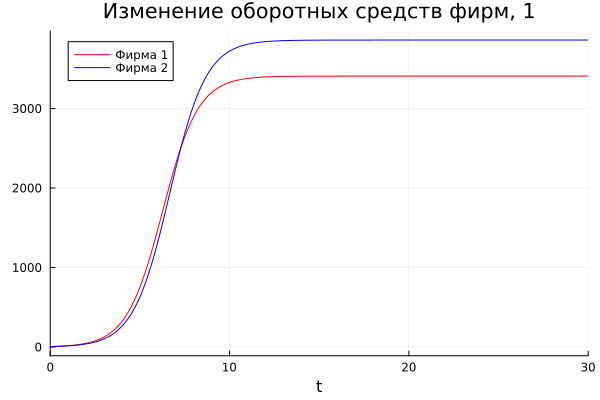 Изменение оборотных средств фирм, 1
Фирма 1
Фирма 2
3000
2000
1000
0
0 10 20 30
t